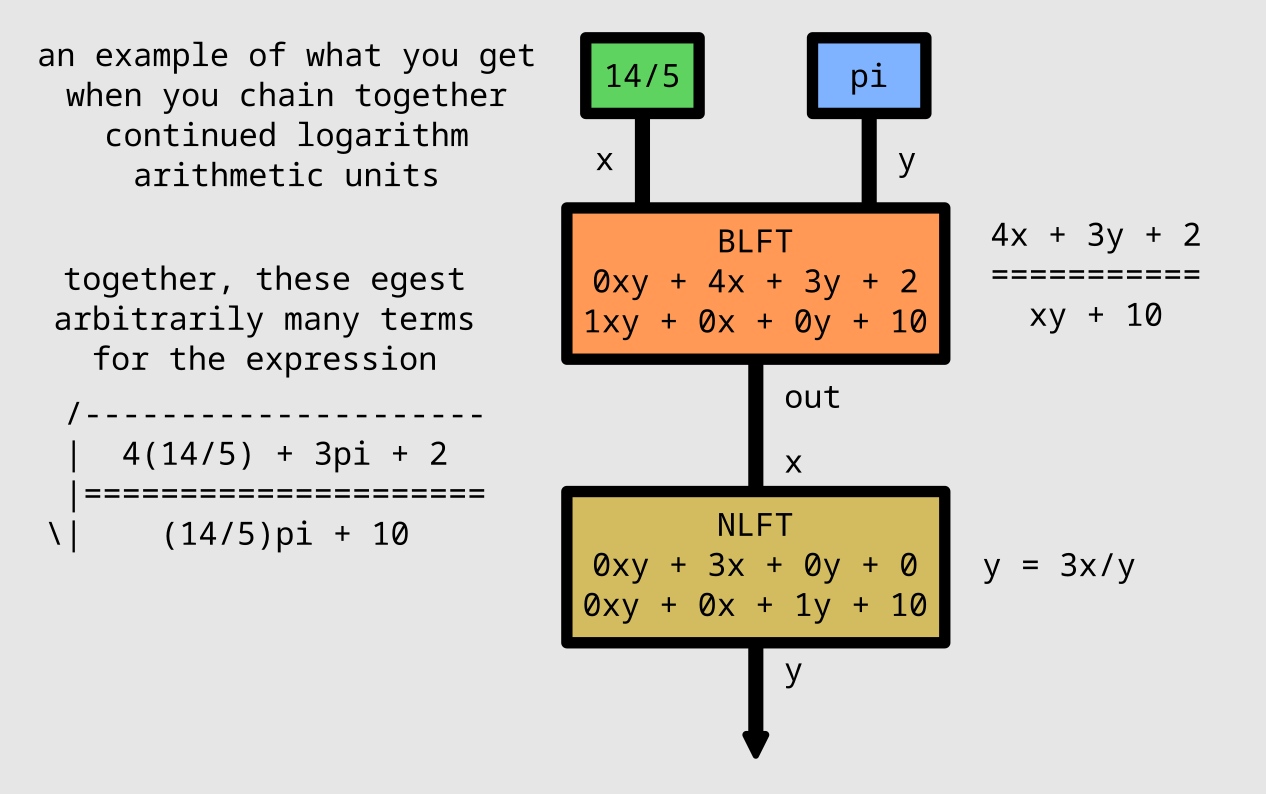 an example of what you get
when you chain together
continued logarithm
arithmetic units
together, these egest
arbitrarily many terms
for the expression
/---------------------
|  4(14/5) + 3pi + 2
|=====================
\|    (14/5)pi + 10
14/5
pi
x
y
BLFT
0xy + 4x + 3y + 2
1xy + 0x + 0y + 10
4x + 3y + 2
===========
xy + 10
out
x
NLFT
0xy + 3x + 0y + 0
0xy + 0x + 1y + 10
y = 3x/y
y